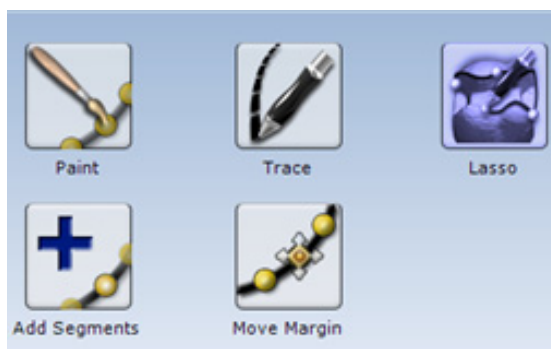 Paint
Trace
Lasso
Add Segments
Move Margin